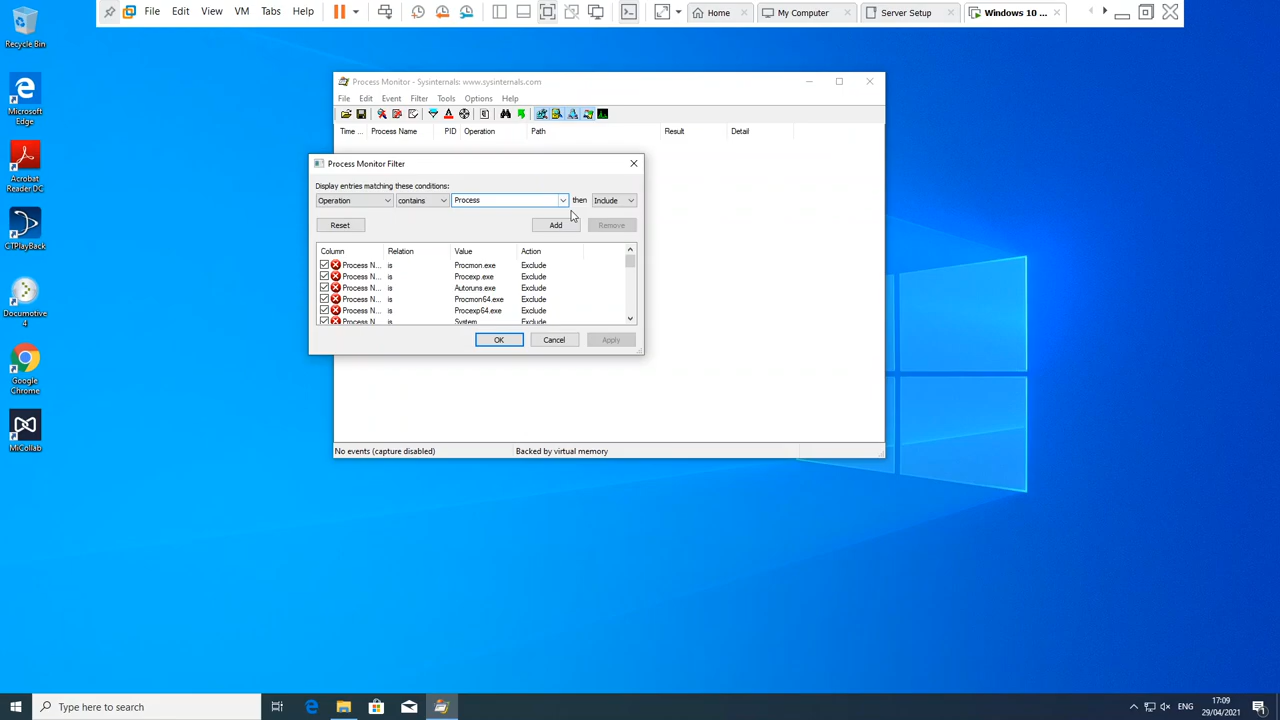 File Edit View VM Tabs Help Home My Computer Server Setup Windows 10 ...
Recycle Bin
Microsoft
Edge
Acrobat
Reader DC
CTPlayBack
Documotive
4
Google
Chrome
MiCollab
Process Monitor - Sysinternals: www.sysinternals.com
File Edit Event Filter Tools Options Help
Time ... Process Name PID Operation Path Result Detail
Process Monitor Filter
Display entries matching these conditions:
Operation contains Process then Include
Reset Add Remove
Column Relation Value Action
Process N... is Procmon.exe Exclude
Process N... is Procexp.exe Exclude
Process N... is Autoruns.exe Exclude
Process N... is Procmon64.exe Exclude
Process N... is Procexp64.exe Exclude
Process N... is System Exclude
OK Cancel Apply
No events (capture disabled) Backed by virtual memory
Type here to search
ENG
17:09
29/04/2021
1